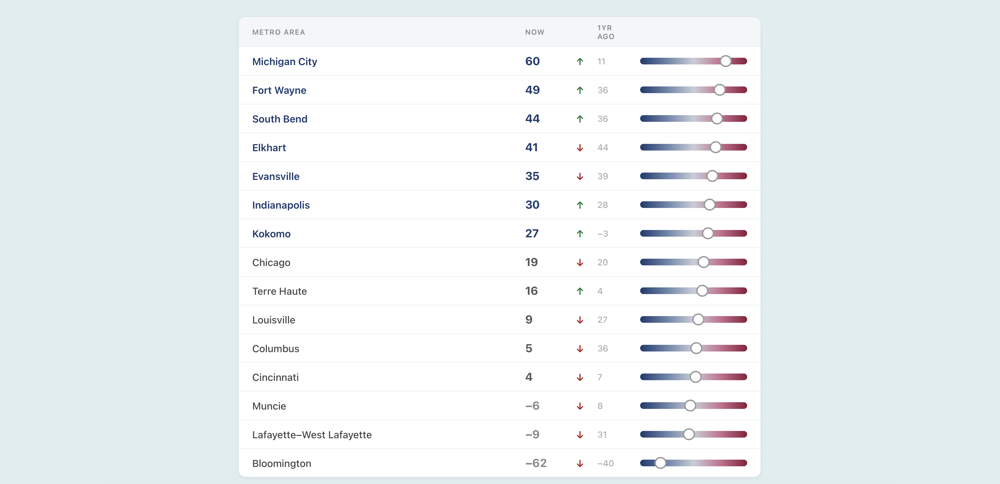 METRO AREA NOW 1YR AGO
Michigan City 60 ↑ 11
Fort Wayne 49 ↑ 36
South Bend 44 ↑ 36
Elkhart 41 ↓ 44
Evansville 35 ↓ 39
Indianapolis 30 ↑ 28
Kokomo 27 ↑ –3
Chicago 19 ↓ 20
Terre Haute 16 ↑ 4
Louisville 9 ↓ 27
Columbus 5 ↓ 36
Cincinnati 4 ↓ 7
Muncie –6 ↓ 8
Lafayette–West Lafayette –9 ↓ 31
Bloomington –62 ↓ –40